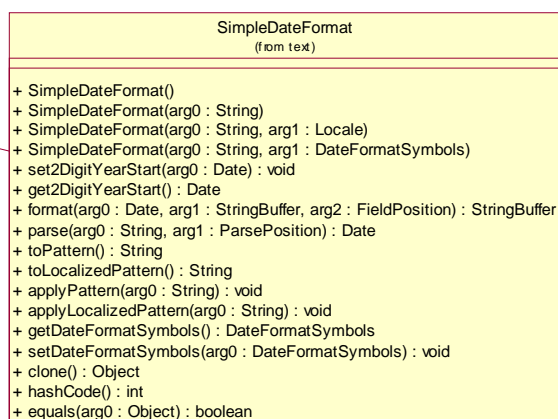 SimpleDateFormat
(from text)
+ SimpleDateFormat()
+ SimpleDateFormat(arg0 : String)
+ SimpleDateFormat(arg0 : String, arg1 : Locale)
+ SimpleDateFormat(arg0 : String, arg1 : DateFormatSymbols)
+ set2DigitYearStart(arg0 : Date) : void
+ get2DigitYearStart() : Date
+ format(arg0 : Date, arg1 : StringBuffer, arg2 : FieldPosition) : StringBuffer
+ parse(arg0 : String, arg1 : ParsePosition) : Date
+ toPattern() : String
+ toLocalizedPattern() : String
+ applyPattern(arg0 : String) : void
+ applyLocalizedPattern(arg0 : String) : void
+ getDateFormatSymbols() : DateFormatSymbols
+ setDateFormatSymbols(arg0 : DateFormatSymbols) : void
+ clone() : Object
+ hashCode() : int
+ equals(arg0 : Object) : boolean